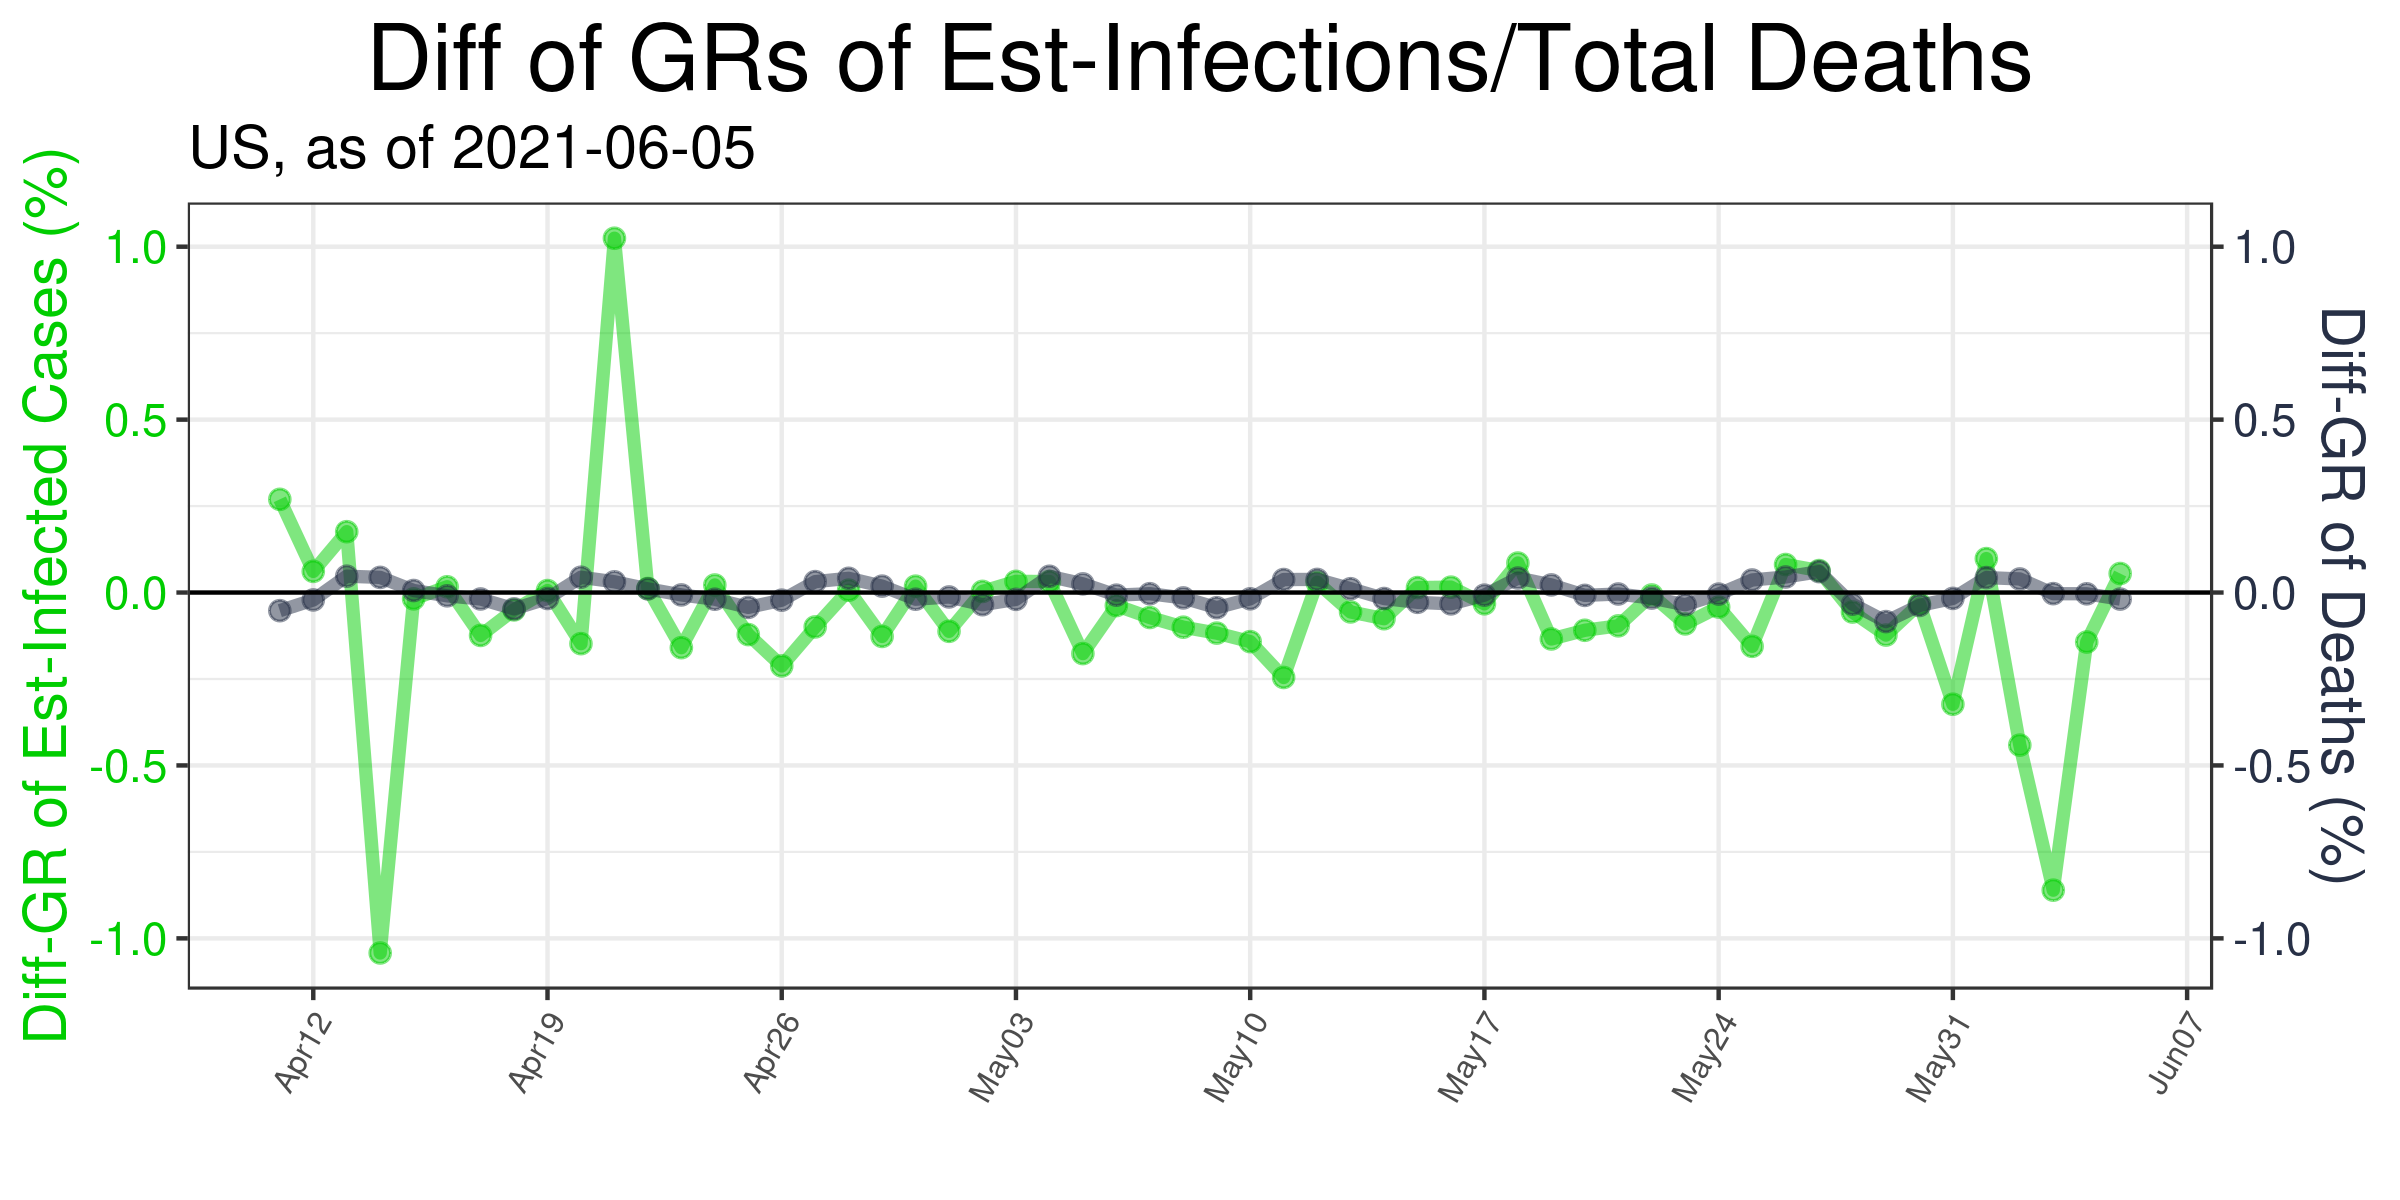 Diff of GRs of Est-Infections/Total Deaths
US, as of 2021-06-05
Diff-GR of Est-Infected Cases (%)
1.0
0.5
0.0
-0.5
-1.0
1.0
0.5
0.0
-0.5
-1.0
Diff-GR of Deaths (%)
Apr12
Apr19
Apr26
May03
May10
May17
May24
May31
Jun07